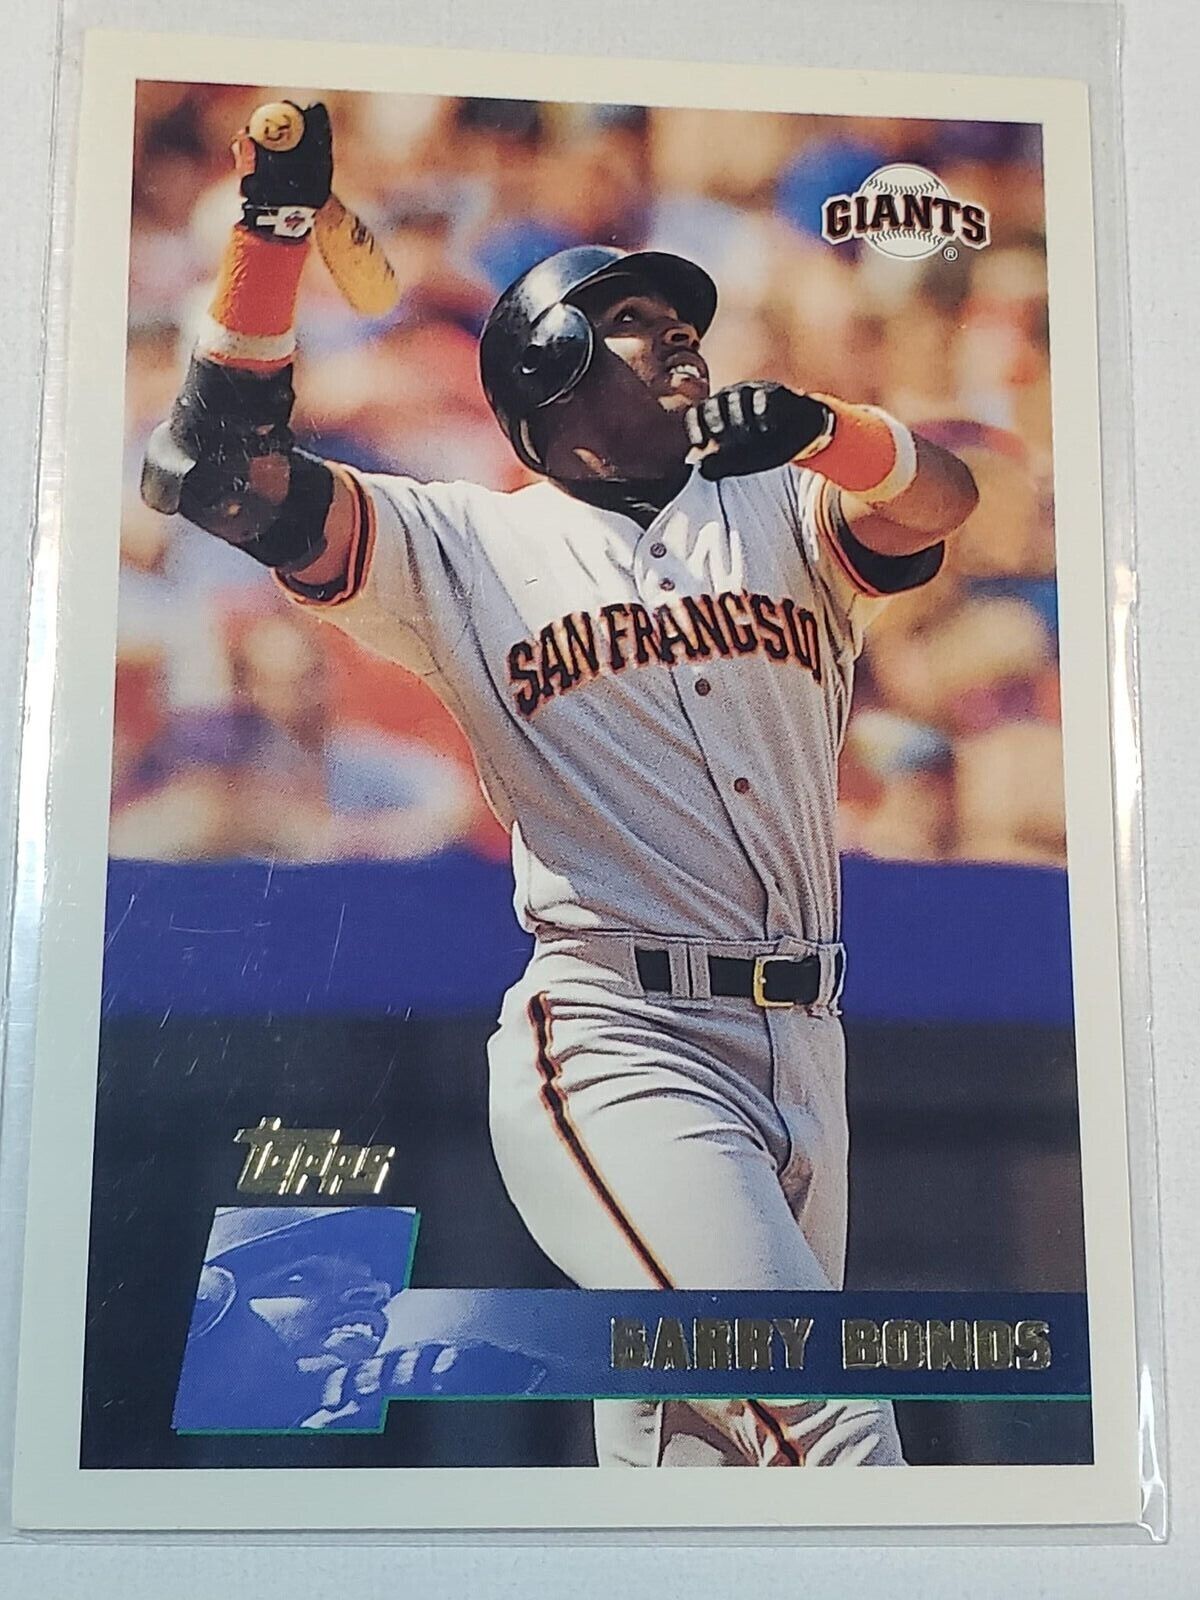 GIANTS
®
SAN FRANCISCO
TOPPS
BARRY BONDS